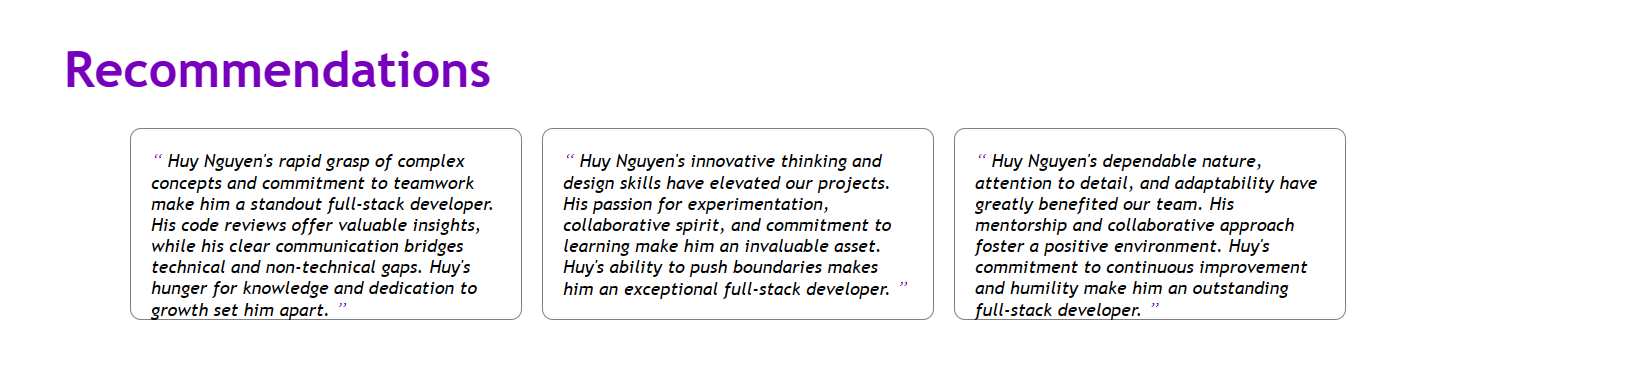 Recommendations
“ Huy Nguyen's rapid grasp of complex
concepts and commitment to teamwork
make him a standout full-stack developer.
His code reviews offer valuable insights,
while his clear communication bridges
technical and non-technical gaps. Huy's
hunger for knowledge and dedication to
growth set him apart. ”
“ Huy Nguyen's innovative thinking and
design skills have elevated our projects.
His passion for experimentation,
collaborative spirit, and commitment to
learning make him an invaluable asset.
Huy's ability to push boundaries makes
him an exceptional full-stack developer. ”
“ Huy Nguyen's dependable nature,
attention to detail, and adaptability have
greatly benefited our team. His
mentorship and collaborative approach
foster a positive environment. Huy's
commitment to continuous improvement
and humility make him an outstanding
full-stack developer. ”